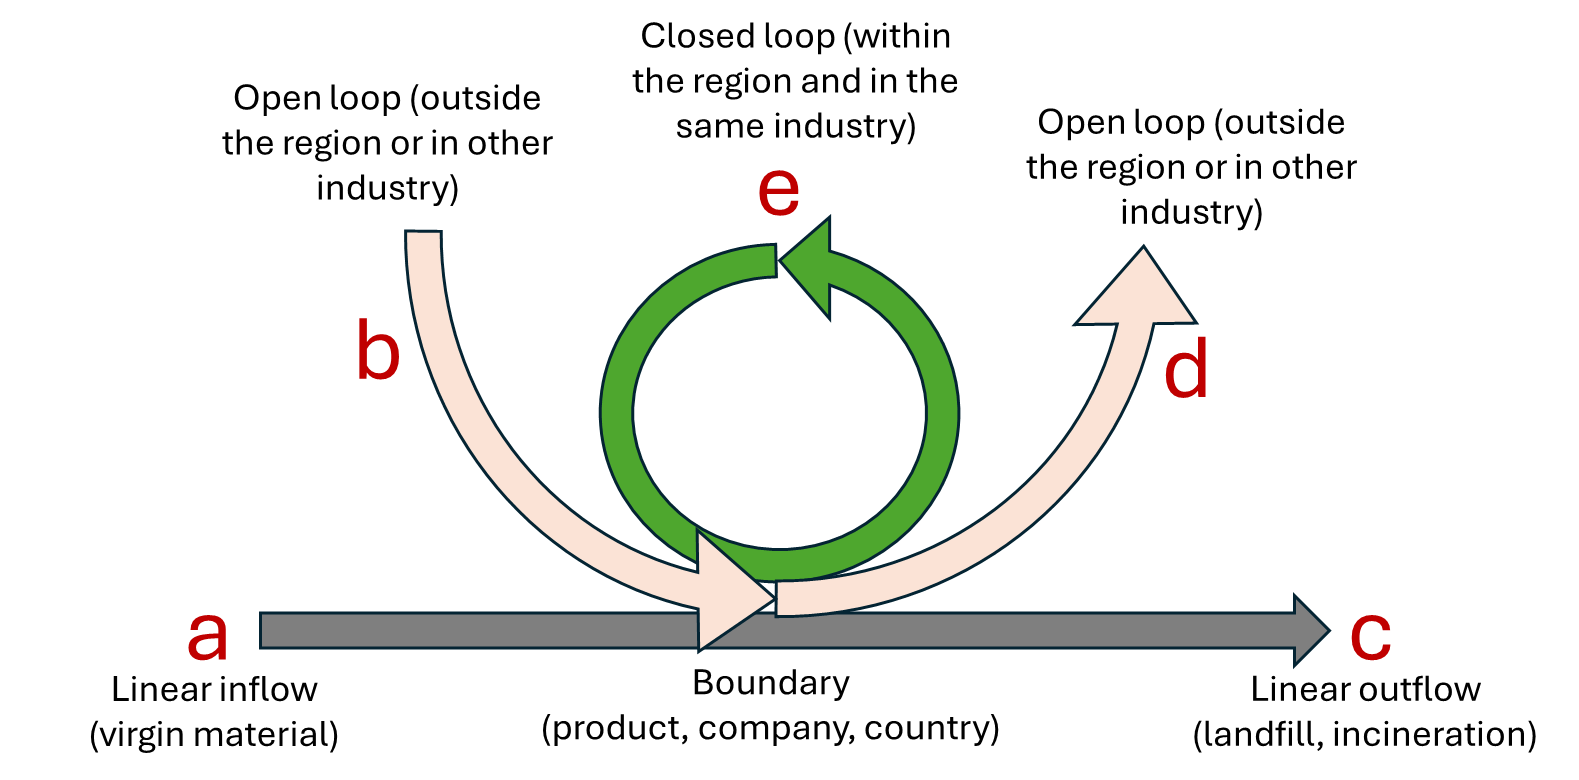 Closed loop (within
the region and in the
same industry)
e
Open loop (outside
the region or in other
industry)
b
Open loop (outside
the region or in other
industry)
d
a
Linear inflow
(virgin material)
Boundary
(product, company, country)
c
Linear outflow
(landfill, incineration)